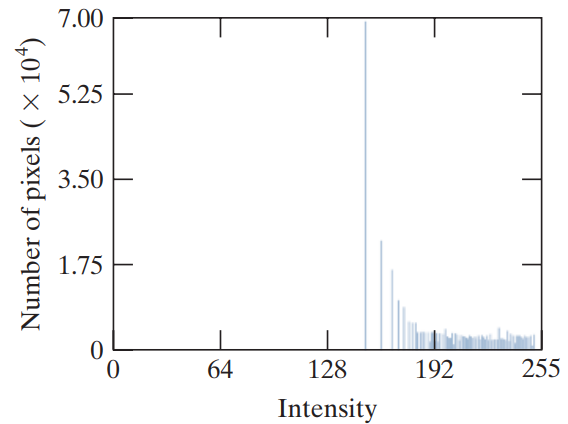 7.00
5.25
3.50
1.75
0
Number of pixels ( × 10⁴)
0 64 128 192 255
Intensity